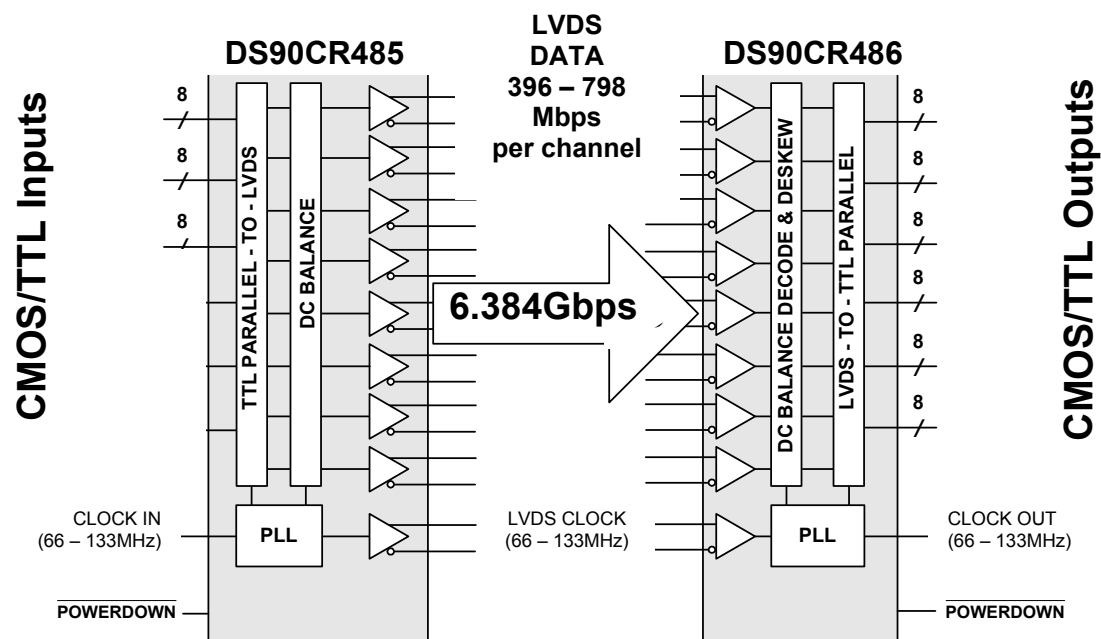 DS90CR485
LVDS
DATA
396 – 798
Mbps
per channel
DS90CR486
CMOS/TTL Inputs
8
8
8
TTL PARALLEL - TO - LVDS
DC BALANCE
6.384Gbps
DC BALANCE DECODE & DESKEW
LVDS - TO - TTL PARALLEL
8
8
8
8
8
8
CMOS/TTL Outputs
CLOCK IN
(66 – 133MHz)
PLL
LVDS CLOCK
(66 – 133MHz)
PLL
CLOCK OUT
(66 – 133MHz)
POWERDOWN
POWERDOWN